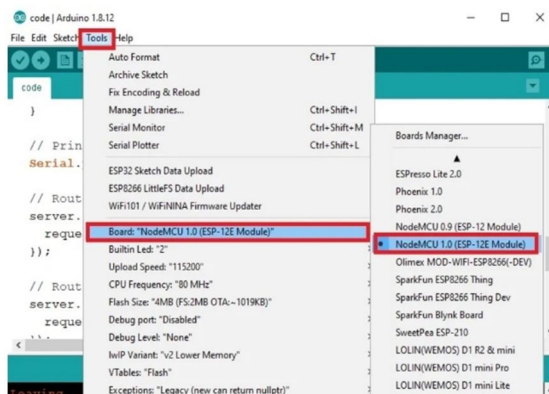 code | Arduino 1.8.12
File Edit Sketch Tools Help
code
}
// Prin
Serial.
// Rout
server.
reque
});
// Rout
server.
reque
Auto Format Ctrl+T
Archive Sketch
Fix Encoding & Reload
Manage Libraries... Ctrl+Shift+I
Serial Monitor Ctrl+Shift+M
Serial Plotter Ctrl+Shift+L
ESP32 Sketch Data Upload
ESP8266 LittleFS Data Upload
WiFi101 / WiFiNINA Firmware Updater
Board: "NodeMCU 1.0 (ESP-12E Module)"
Builtin Led: "2"
Upload Speed: "115200"
CPU Frequency: "80 MHz"
Flash Size: "4MB (FS:2MB OTA:~1019KB)"
Debug port: "Disabled"
Debug Level: "None"
lwIP Variant: "v2 Lower Memory"
VTables: "Flash"
Exceptions: "Legacy (new can return nullptr)"
Boards Manager...
ESPresso Lite 2.0
Phoenix 1.0
Phoenix 2.0
NodeMCU 0.9 (ESP-12 Module)
NodeMCU 1.0 (ESP-12E Module)
Olimex MOD-WIFI-ESP8266(-DEV)
SparkFun ESP8266 Thing
SparkFun ESP8266 Thing Dev
SparkFun Blynk Board
SweetPea ESP-210
LOLIN(WEMOS) D1 R2 & mini
LOLIN(WEMOS) D1 mini Pro
LOLIN(WEMOS) D1 mini Lite